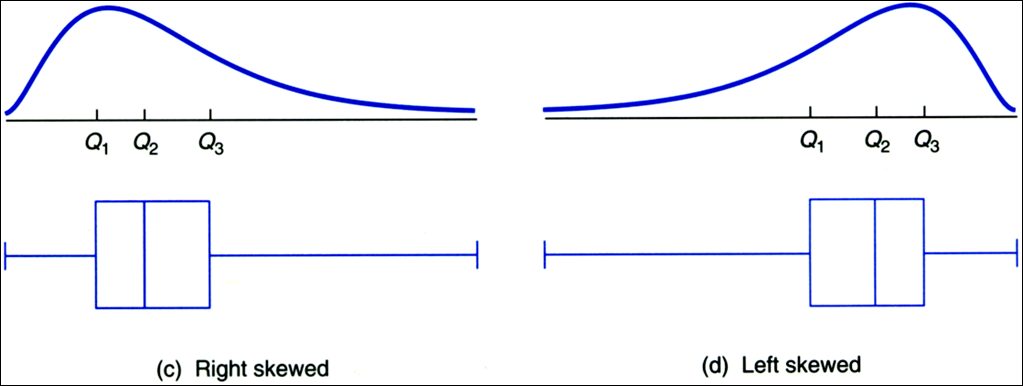 Q1 Q2 Q3
Q1 Q2 Q3
(c) Right skewed
(d) Left skewed